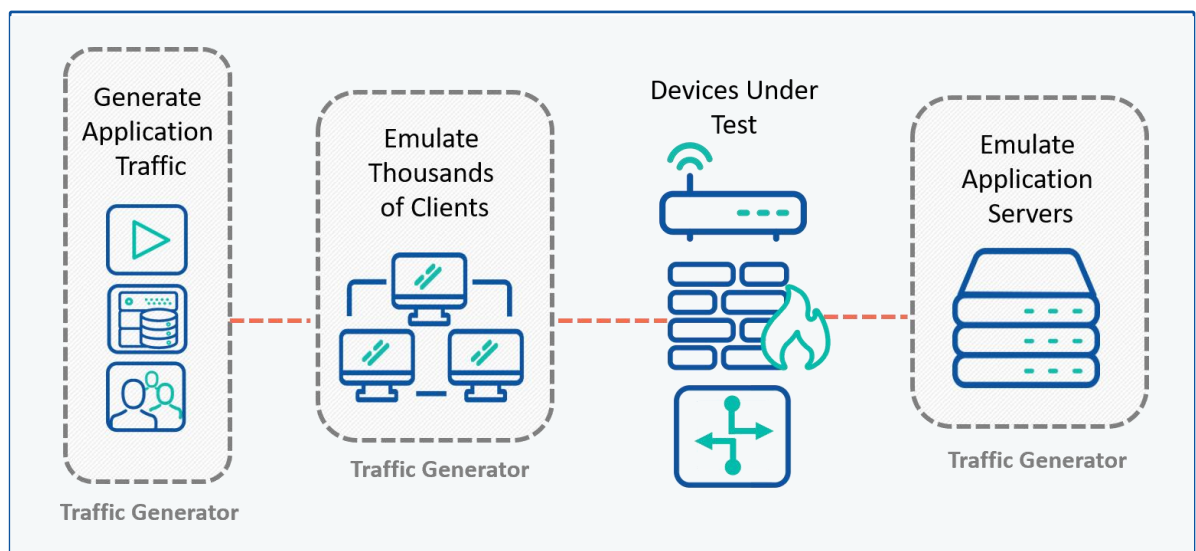 Generate
Application
Traffic
Traffic Generator
Emulate
Thousands
of Clients
Traffic Generator
Devices Under
Test
Emulate
Application
Servers
Traffic Generator